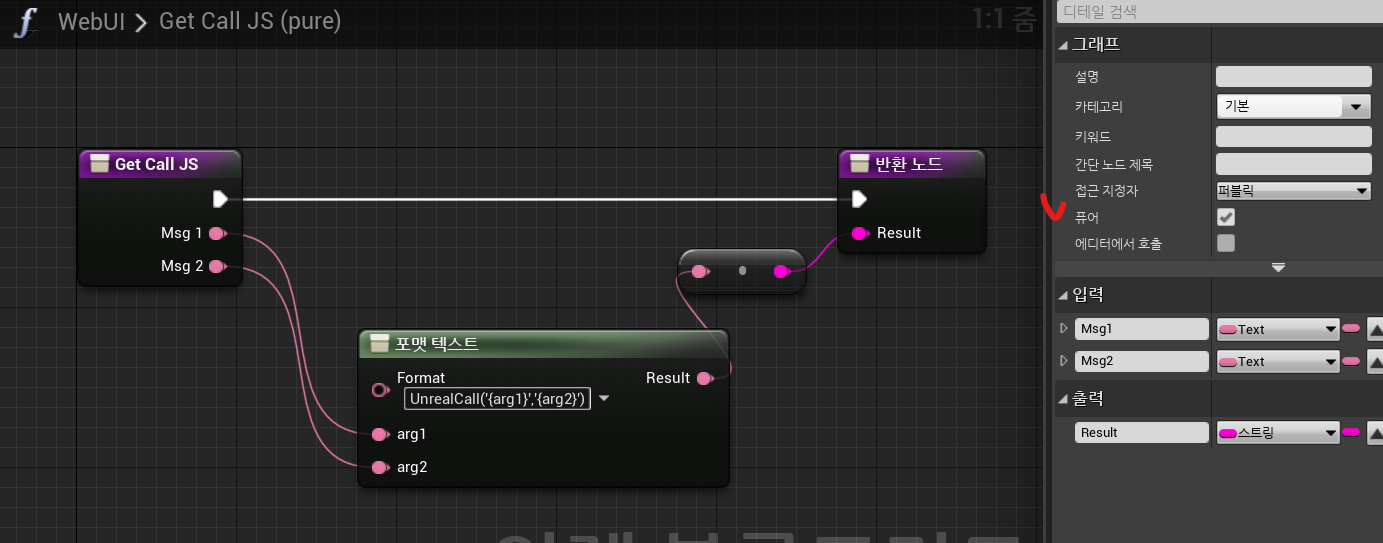 WebUI > Get Call JS (pure)
1:1 줌
Get Call JS
Msg 1
Msg 2
반환 노드
Result
포맷 텍스트
Format
UnrealCall('{arg1}','{arg2}')
Result
arg1
arg2
디테일 검색
그래프
설명
카테고리
기본
키워드
간단 노드 제목
접근 지정자
퍼블릭
퓨어
에디터에서 호출
입력
Msg1
Text
Msg2
Text
출력
Result
스트링